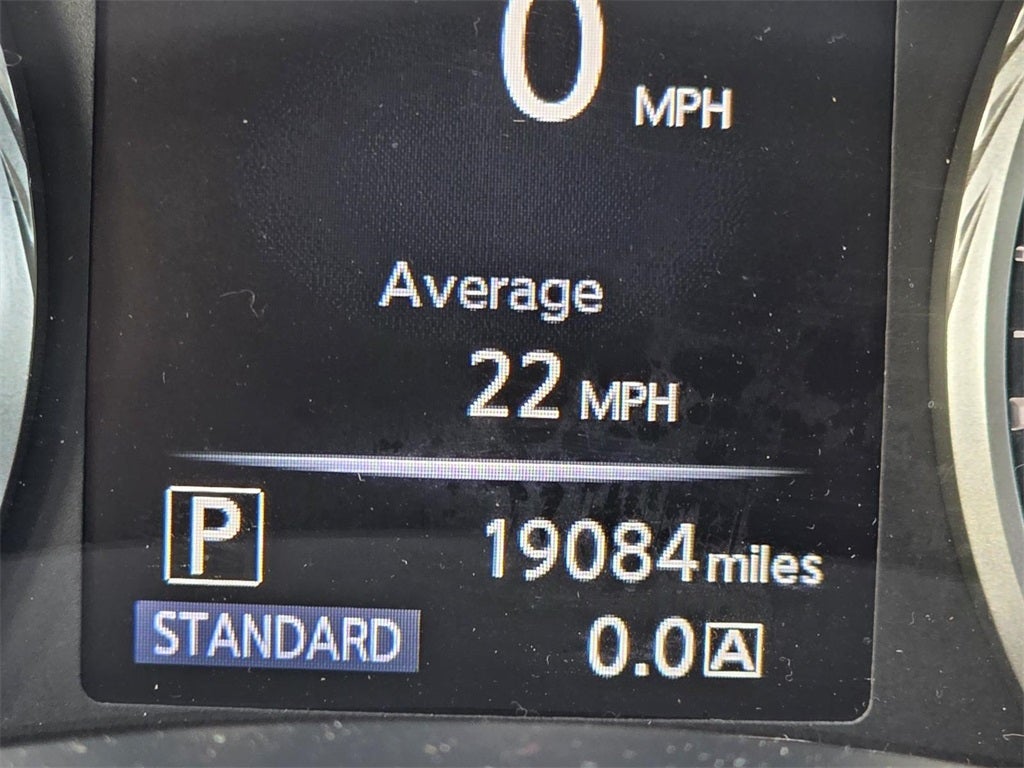 0 MPH
Average
22 MPH
P 19084 miles
STANDARD 0.0 A